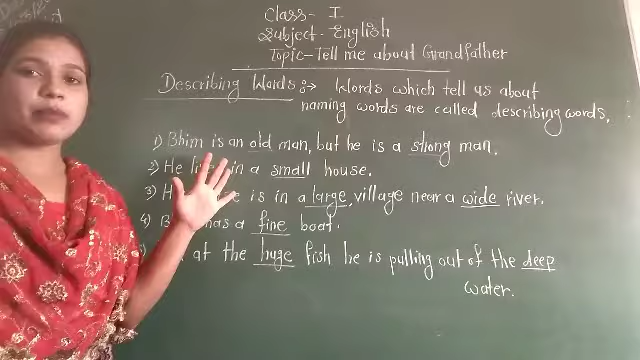 Class- I
Subject- English
Topic-Tell me about Grandfather
Describing Words:→ Words which tell us about
naming words are called describing words.
1) Bhim is an old man, but he is a strong man.
2) He in a small house.
3) is in a large village near a wide river.
4) has a fine boat.
at the huge fish he is pulling out of the deep
water.